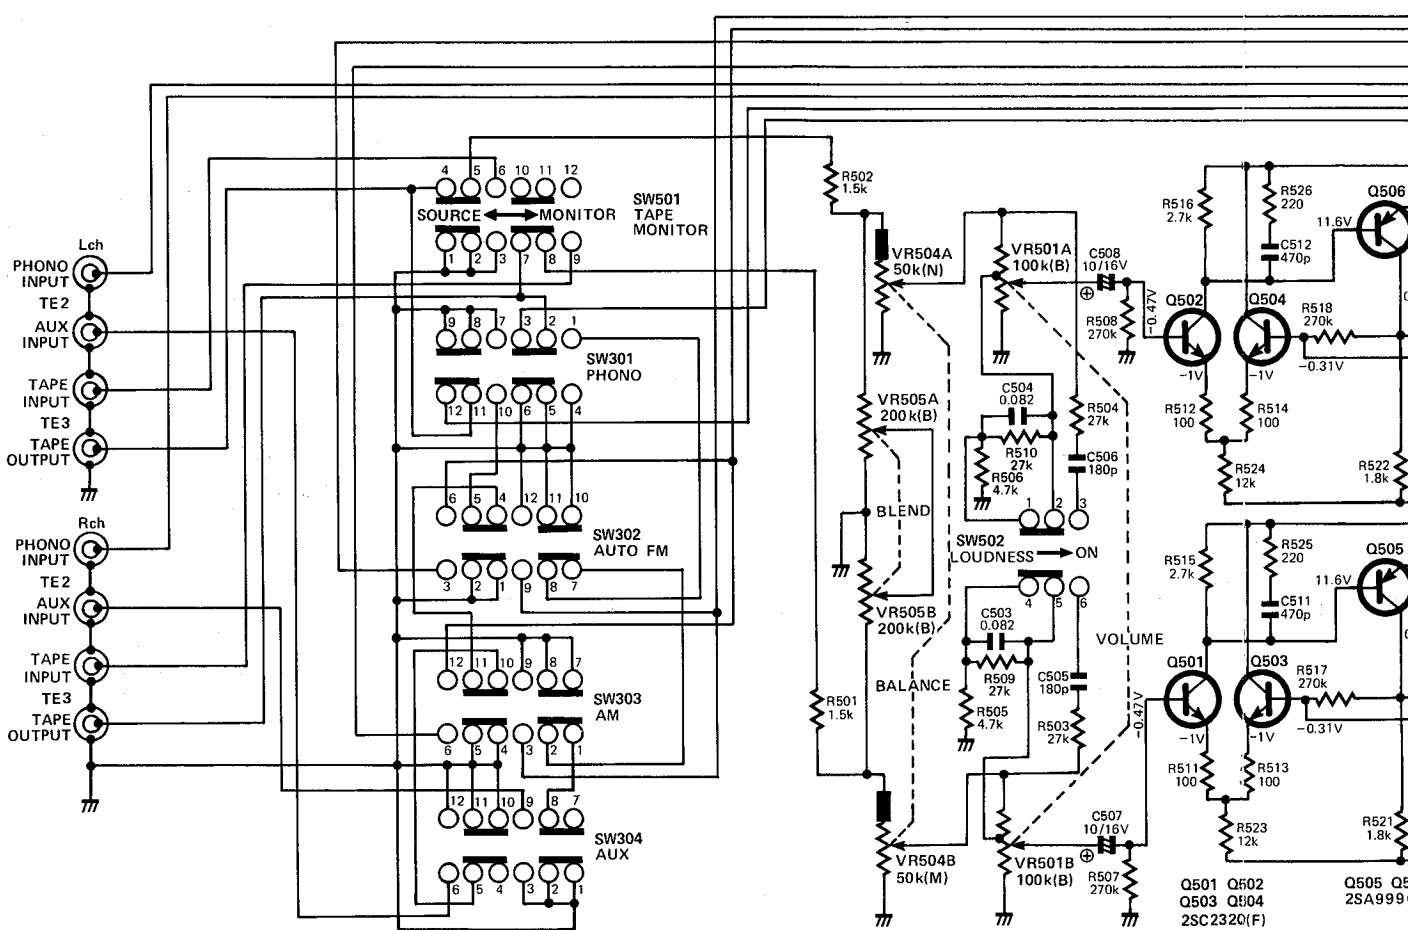 Lch
PHONO
INPUT
TE2
AUX
INPUT
TAPE
INPUT
TE3
TAPE
OUTPUT
Rch
PHONO
INPUT
TE2
AUX
INPUT
TAPE
INPUT
TE3
TAPE
OUTPUT
4 5 6 10 11 12
SOURCE MONITOR
SW501
TAPE
MONITOR
1 2 3 7 8 9
9 8 7 3 2 1
SW301
PHONO
12 11 10 6 5 4
6 5 4 12 11 10
SW302
AUTO FM
3 2 1 9 8 7
12 11 10 9 8 7
SW303
AM
6 5 4 3 2 1
12 11 10 9 8 7
SW304
AUX
6 5 4 3 2 1
R502
1.5k
VR504A
50k(N)
VR505A
200k(B)
BLEND
VR505B
200k(B)
BALANCE
R501
1.5k
VR504B
50k(M)
VR501A
100k(B)
C508
10/16V
⊕
R508
270k
-0.47V
C504
0.082
R510
27k
R506
4.7k
R504
27k
C506
180p
1 2 3
SW502
LOUDNESS ON
4 5 6
C503
0.082
R509
27k
R505
4.7k
C505
180p
R503
27k
VOLUME
VR501B
100k(B)
C507
10/16V
⊕
R507
270k
-0.47V
R516
2.7k
R526
220
C512
470p
11.6V
Q506
Q502
Q504
R518
270k
-0.31V
-1V
-1V
R512
100
R514
100
R524
12k
R522
1.8k
R515
2.7k
R525
220
C511
470p
11.6V
Q505
Q501
Q503
R517
270k
-0.31V
-1V
-1V
R511
100
R513
100
R523
12k
R521
1.8k
Q501 Q502
Q503 Q504
2SC2320(F)
Q505
2SA999